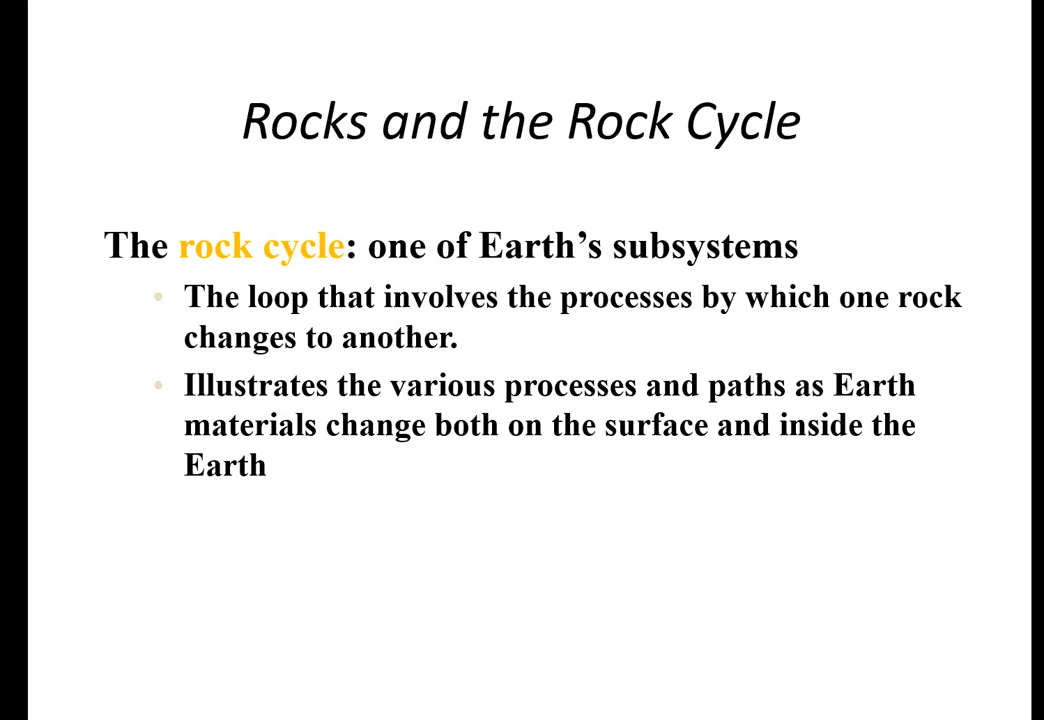 Rocks and the Rock Cycle
The rock cycle: one of Earth’s subsystems
• The loop that involves the processes by which one rock
changes to another.
• Illustrates the various processes and paths as Earth
materials change both on the surface and inside the
Earth